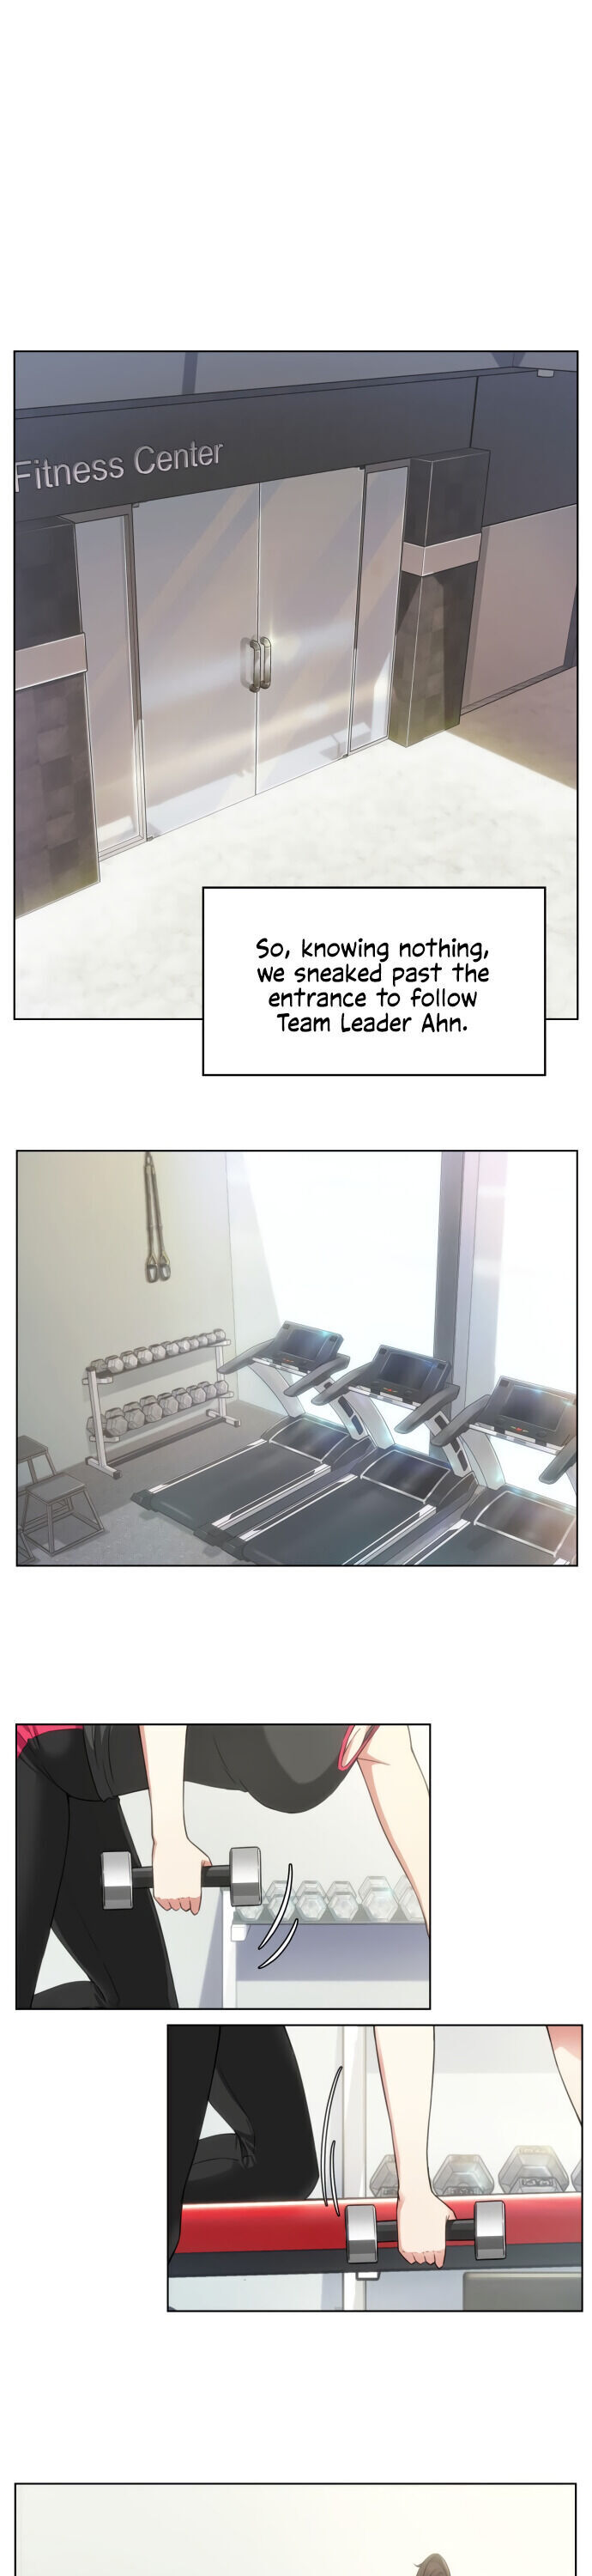 Fitness Center
So, knowing nothing,
we sneaked past the
entrance to follow
Team Leader Ahn.